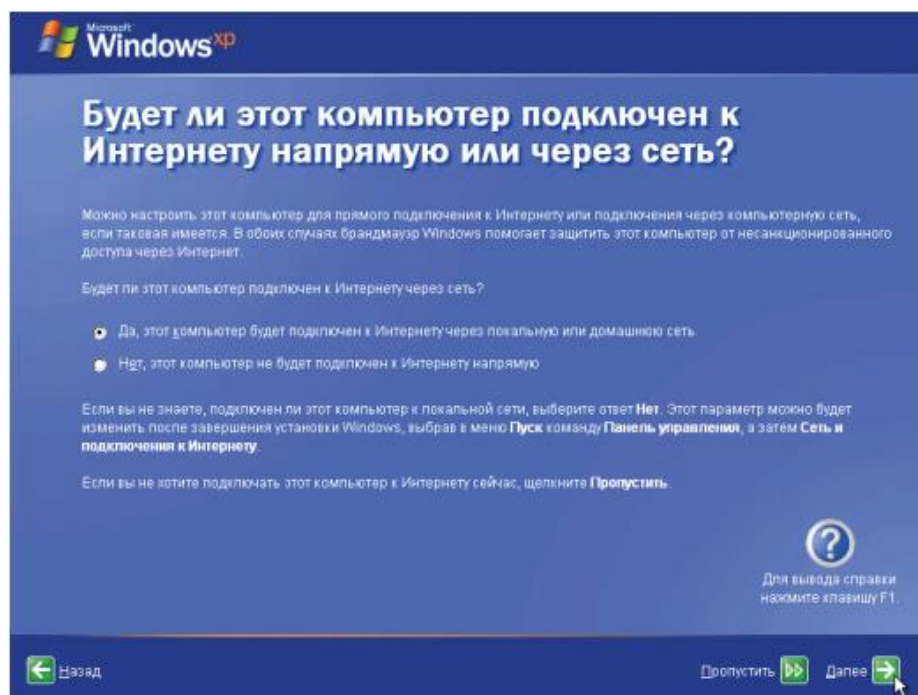 Microsoft
Windows xp
Будет ли этот компьютер подключен к
Интернету напрямую или через сеть?
Можно настроить этот компьютер для прямого подключения к Интернету или подключения через компьютерную сеть,
если таковая имеется. В обоих случаях брандмауэр Windows помогает защитить этот компьютер от несанкционированного
доступа через Интернет.
Будет ли этот компьютер подключен к Интернету через сеть?
Да, этот компьютер будет подключен к Интернету через локальную или домашнюю сеть
Нет, этот компьютер не будет подключен к Интернету напрямую
Если вы не знаете, подключен ли этот компьютер к локальной сети, выберите ответ Нет. Этот параметр можно будет
изменить после завершения установки Windows, выбрав в меню Пуск команду Панель управления, а затем Сеть и
подключения к Интернету.
Если вы не хотите подключать этот компьютер к Интернету сейчас, щелкните Пропустить.
Для вывода справки
нажмите клавишу F1.
Назад
Пропустить
Далее